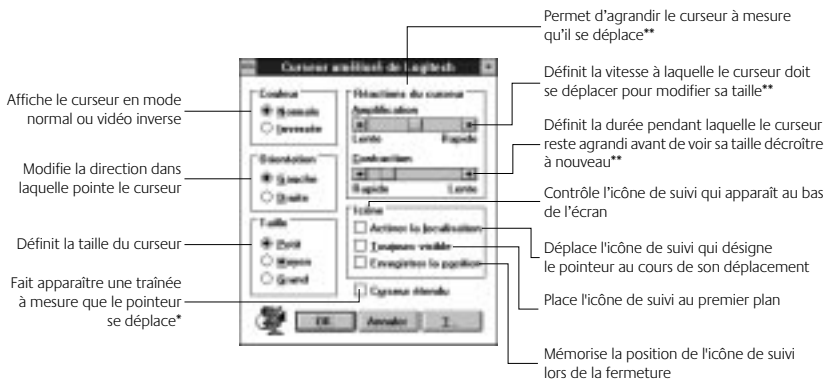 Permet d'agrandir le curseur à mesure
qu'il se déplace**
Curseur amélioré de Logitech
Définit la vitesse à laquelle le curseur doit
se déplacer pour modifier sa taille**
Affiche le curseur en mode
normal ou vidéo inverse
Couleur
Normale
Inversée
Réactions du curseur
Amplification
Lente
Rapide
Définit la durée pendant laquelle le curseur
reste agrandi avant de voir sa taille décroître
à nouveau**
Modifie la direction dans
laquelle pointe le curseur
Orientation
Gauche
Droite
Contraction
Rapide
Lente
Contrôle l'icône de suivi qui apparaît au bas
de l'écran
Définit la taille du curseur
Taille
Petit
Moyen
Grand
Icône
Activer la localisation
Toujours visible
Enregistrer la position
Déplace l'icône de suivi qui désigne
le pointeur au cours de son déplacement
Fait apparaître une traînée
à mesure que le pointeur
se déplace*
Curseur étendu
Place l'icône de suivi au premier plan
OK
Annuler
?...
Mémorise la position de l'icône de suivi
lors de la fermeture